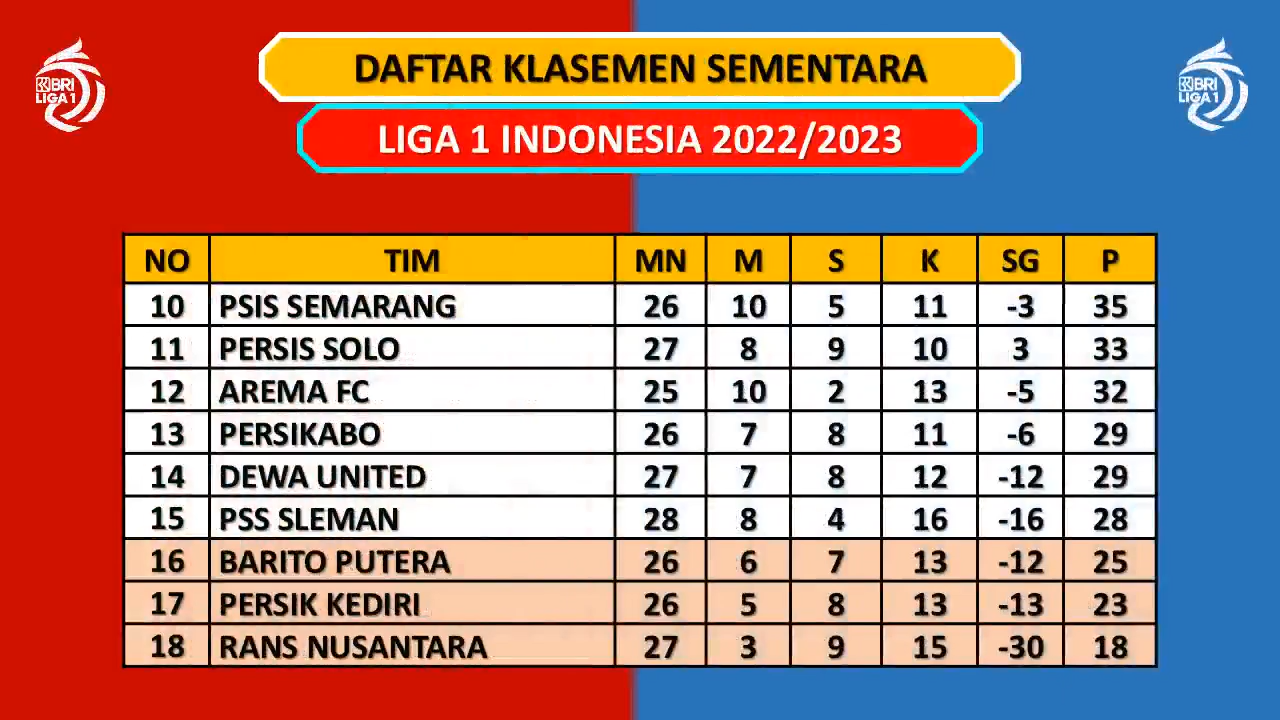 BRI
LIGA 1
DAFTAR KLASEMEN SEMENTARA
LIGA 1 INDONESIA 2022/2023
BRI
LIGA 1
NO TIM MN M S K SG P
10 PSIS SEMARANG 26 10 5 11 -3 35
11 PERSIS SOLO 27 8 9 10 3 33
12 AREMA FC 25 10 2 13 -5 32
13 PERSIKABO 26 7 8 11 -6 29
14 DEWA UNITED 27 7 8 12 -12 29
15 PSS SLEMAN 28 8 4 16 -16 28
16 BARITO PUTERA 26 6 7 13 -12 25
17 PERSIK KEDIRI 26 5 8 13 -13 23
18 RANS NUSANTARA 27 3 9 15 -30 18